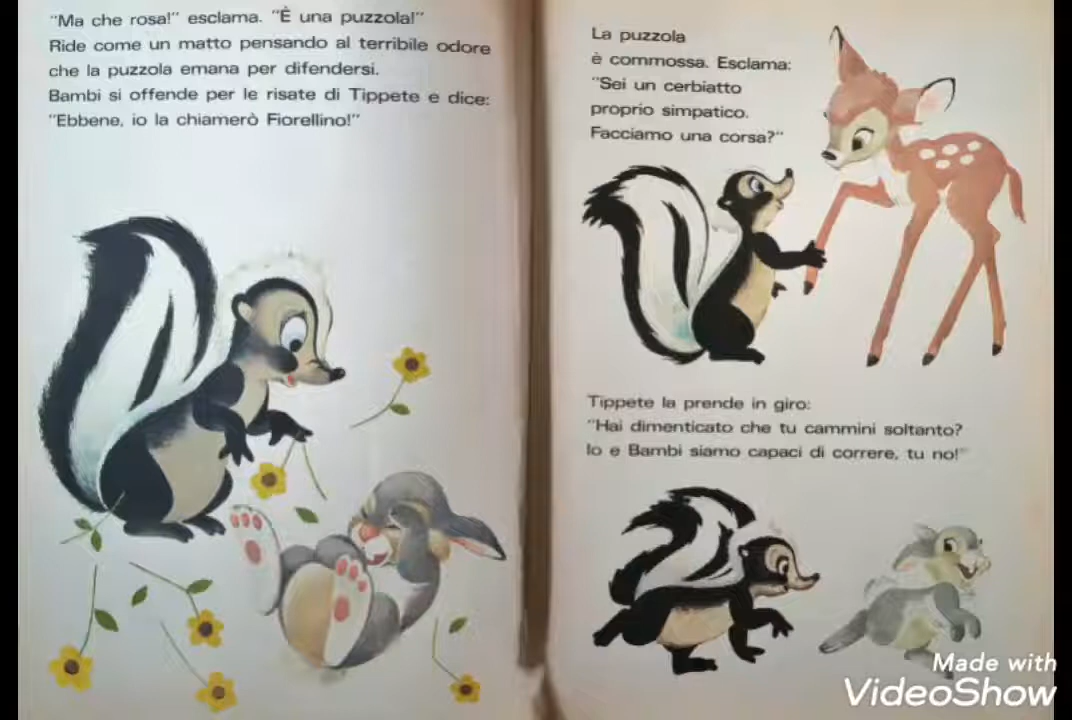 "Ma che rosa!" esclama. "È una puzzola!"
Ride come un matto pensando al terribile odore
che la puzzola emana per difendersi.
Bambi si offende per le risate di Tippete e dice:
"Ebbene, io la chiamerò Fiorellino!"
La puzzola
è commossa. Esclama:
"Sei un cerbiatto
proprio simpatico.
Facciamo una corsa?"
Tippete la prende in giro:
"Hai dimenticato che tu cammini soltanto?
Io e Bambi siamo capaci di correre, tu no!"
Made with
VideoShow